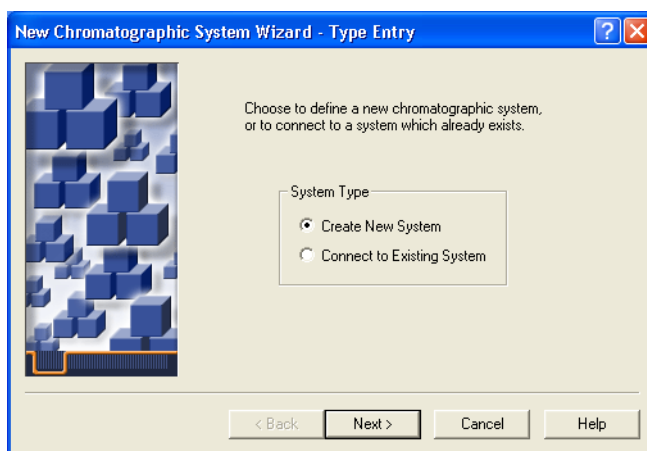 New Chromatographic System Wizard - Type Entry
Choose to define a new chromatographic system,
or to connect to a system which already exists.
System Type
Create New System
Connect to Existing System
< Back Next > Cancel Help